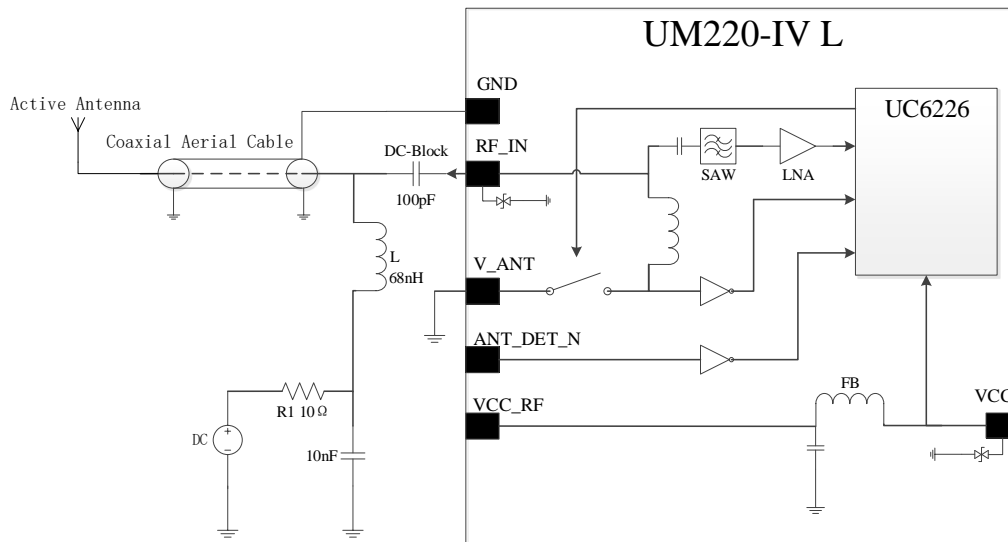 UM220-IV L
GND
UC6226
Active Antenna
Coaxial Aerial Cable
DC-Block
RF_IN
100pF
SAW
LNA
L
68nH
V_ANT
ANT_DET_N
R1 10Ω
VCC_RF
FB
VCC
DC
+
−
10nF